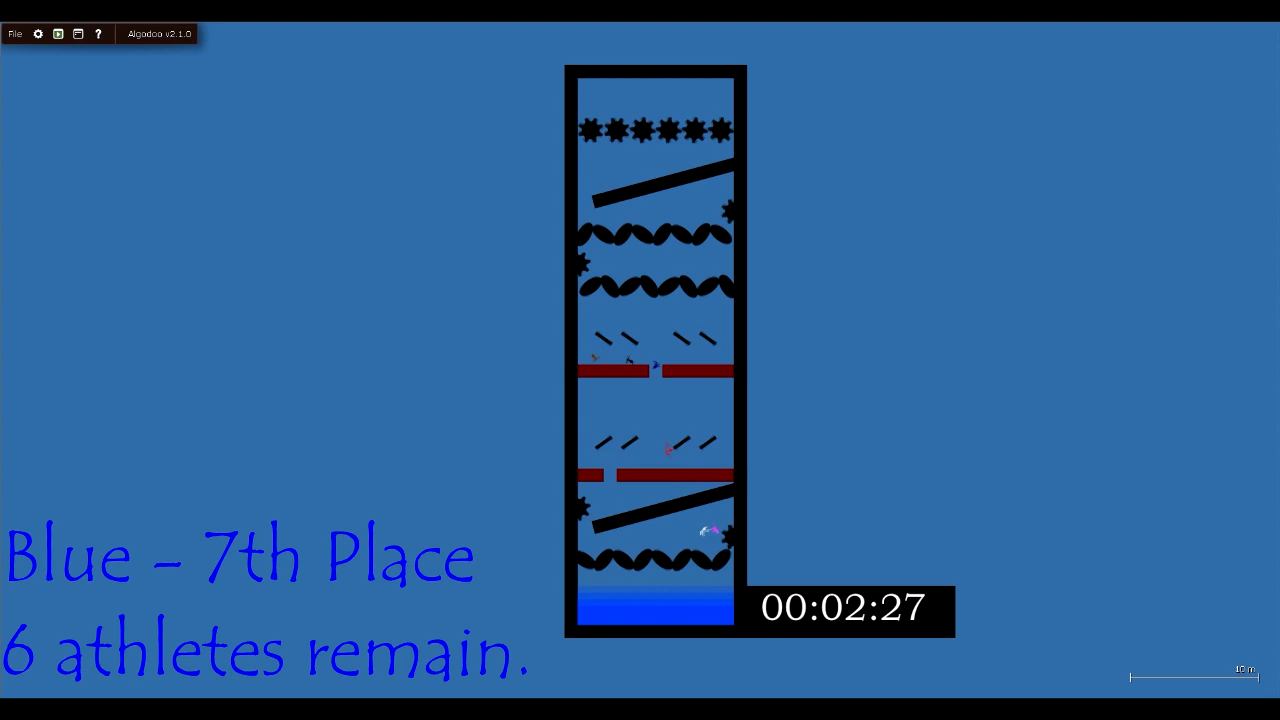 File ? Algodoo v2.1.0
Blue - 7th Place
00:02:27
6 athletes remain.
10 m